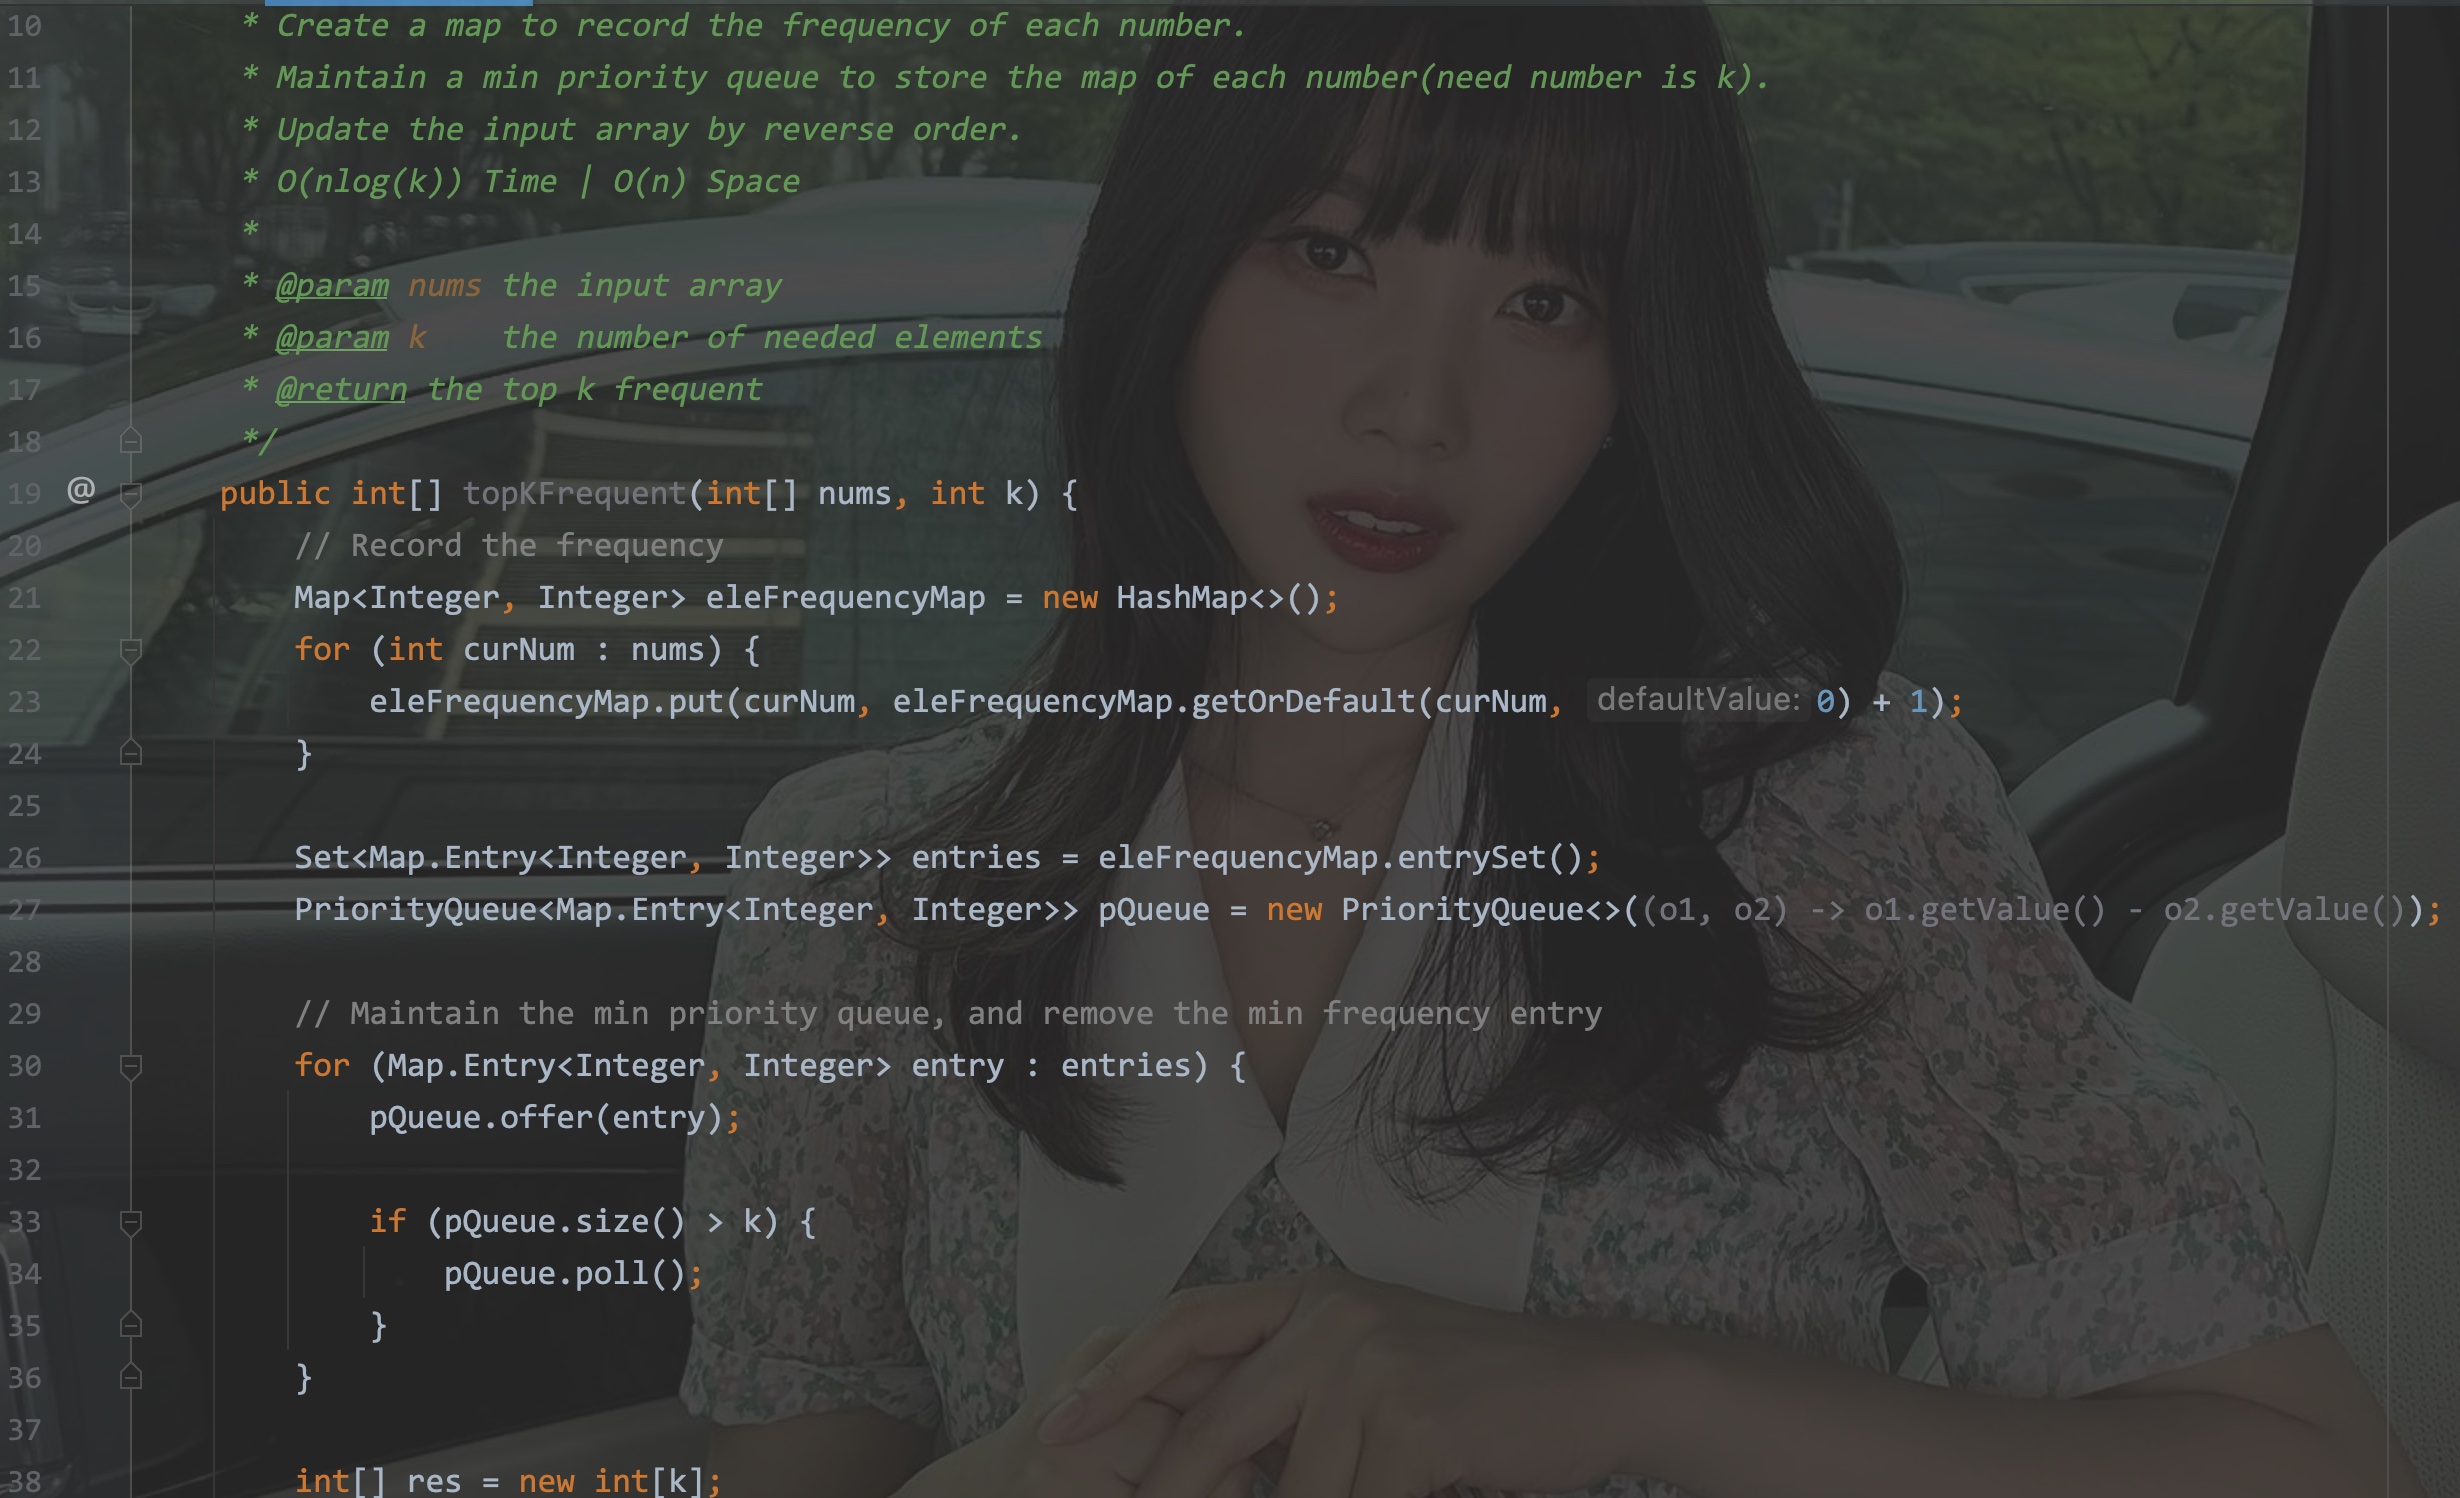 10 * Create a map to record the frequency of each number.
11 * Maintain a min priority queue to store the map of each number(need number is k).
12 * Update the input array by reverse order.
13 * O(nlog(k)) Time | O(n) Space
14 *
15 * @param nums the input array
16 * @param k    the number of needed elements
17 * @return the top k frequent
18 */
19 @ public int[] topKFrequent(int[] nums, int k) {
20 // Record the frequency
21 Map<Integer, Integer> eleFrequencyMap = new HashMap<>();
22 for (int curNum : nums) {
23 eleFrequencyMap.put(curNum, eleFrequencyMap.getOrDefault(curNum, defaultValue: 0) + 1);
24 }
25
26 Set<Map.Entry<Integer, Integer>> entries = eleFrequencyMap.entrySet();
27 PriorityQueue<Map.Entry<Integer, Integer>> pQueue = new PriorityQueue<>((o1, o2) -> o1.getValue() - o2.getValue());
28
29 // Maintain the min priority queue, and remove the min frequency entry
30 for (Map.Entry<Integer, Integer> entry : entries) {
31 pQueue.offer(entry);
32
33 if (pQueue.size() > k) {
34 pQueue.poll();
35 }
36 }
37
38 int[] res = new int[k];